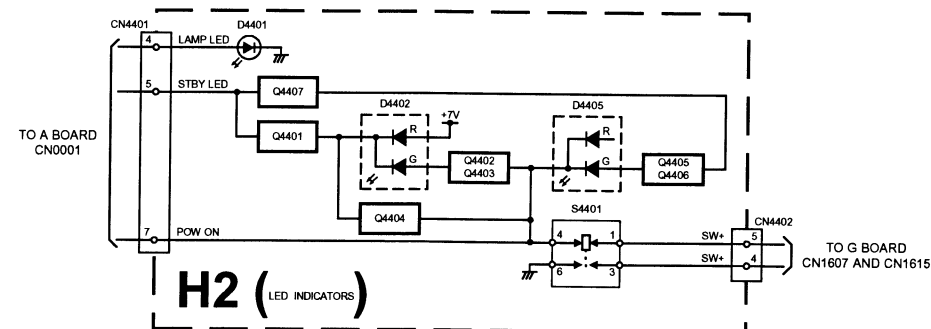 CN4401
D4401
4
LAMP LED
5
STBY LED
Q4407
D4402
+7V
D4405
TO A BOARD
CN0001
Q4401
R
G
Q4402
Q4403
R
G
Q4405
Q4406
Q4404
S4401
7
POW ON
4
1
SW+
5
CN4402
6
3
SW+
4
TO G BOARD
CN1607 AND CN1615
H2 (LED INDICATORS)